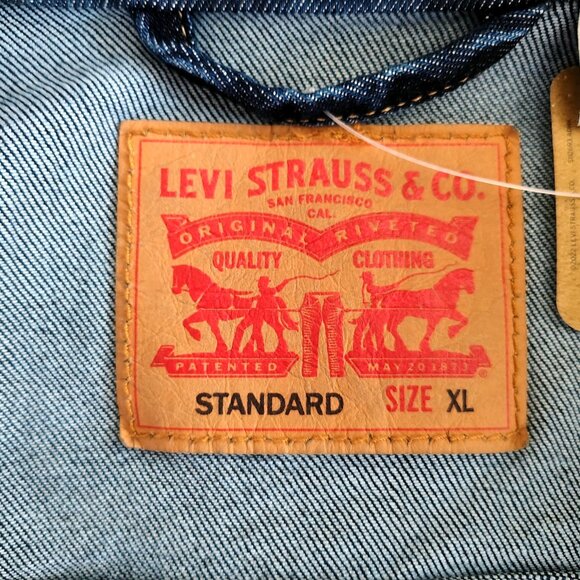 LEVI STRAUSS & CO.
SAN FRANCISCO
CAL.
ORIGINAL RIVETED
QUALITY CLOTHING
PATENTED MAY 20 1873
STANDARD SIZE XL